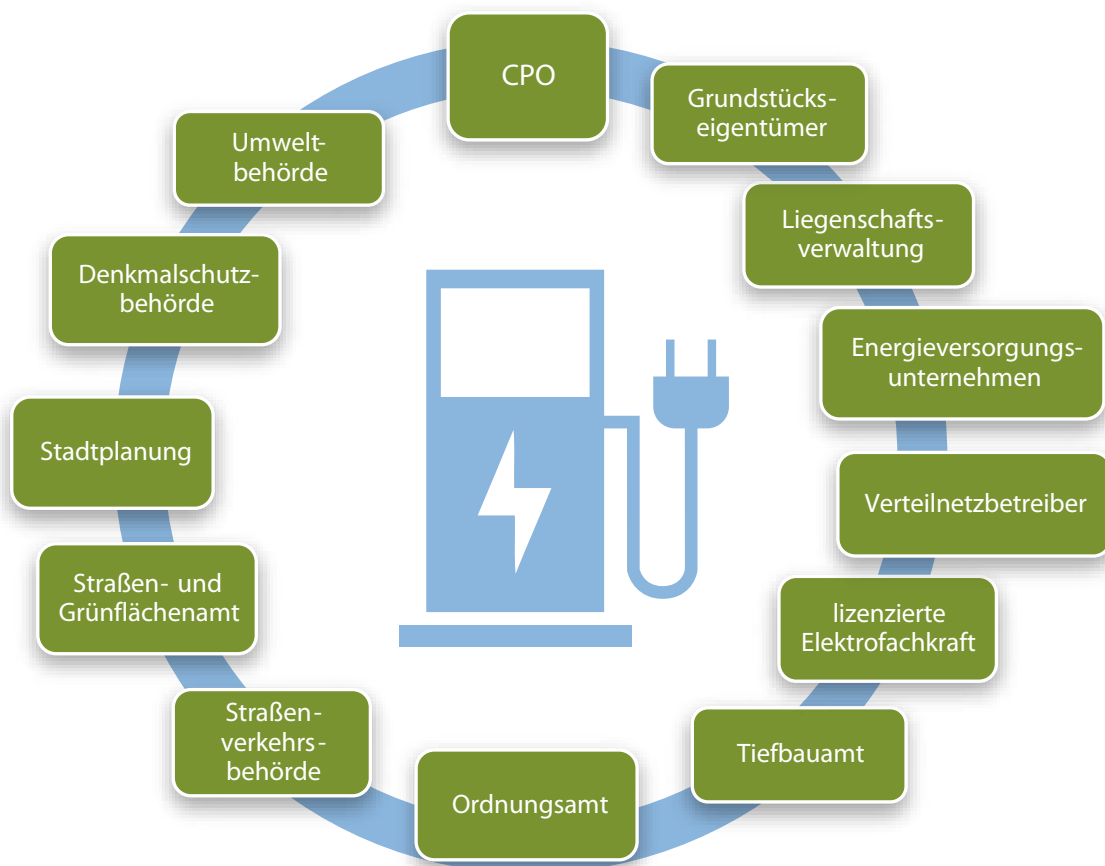 CPO
Grundstücks-
eigentümer
Liegenschafts-
verwaltung
Energieversorgungs-
unternehmen
Verteilnetzbetreiber
lizenzierte
Elektrofachkraft
Tiefbauamt
Ordnungsamt
Straßen-
verkehrs-
behörde
Straßen- und
Grünflächenamt
Stadtplanung
Denkmalschutz-
behörde
Umwelt-
behörde